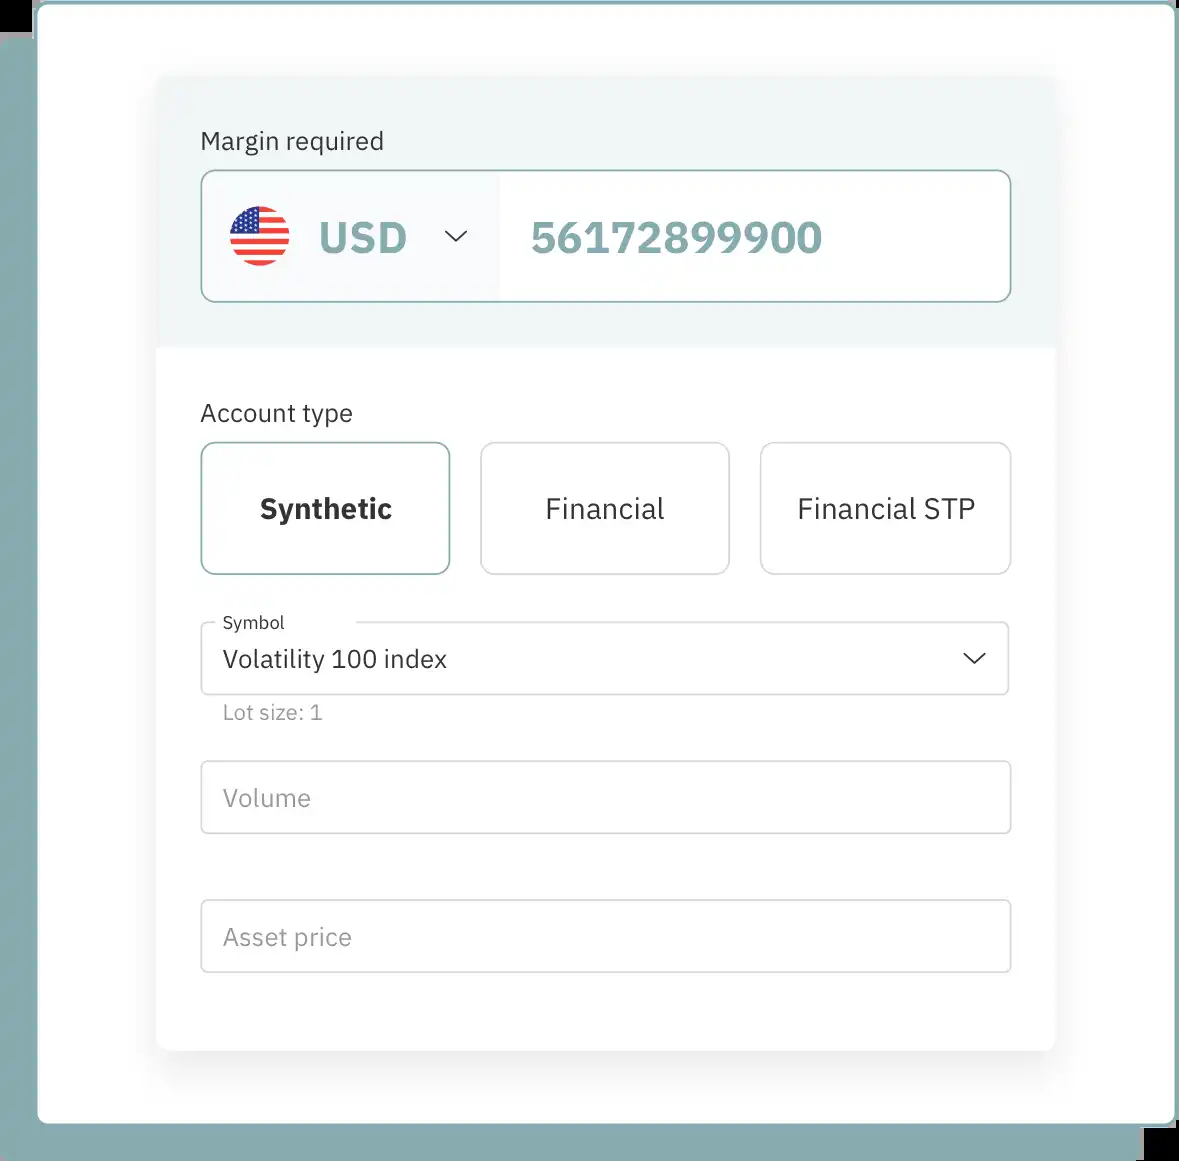 Margin required
USD 56172899900
Account type
Synthetic Financial Financial STP
Symbol
Volatility 100 index
Lot size: 1
Volume
Asset price